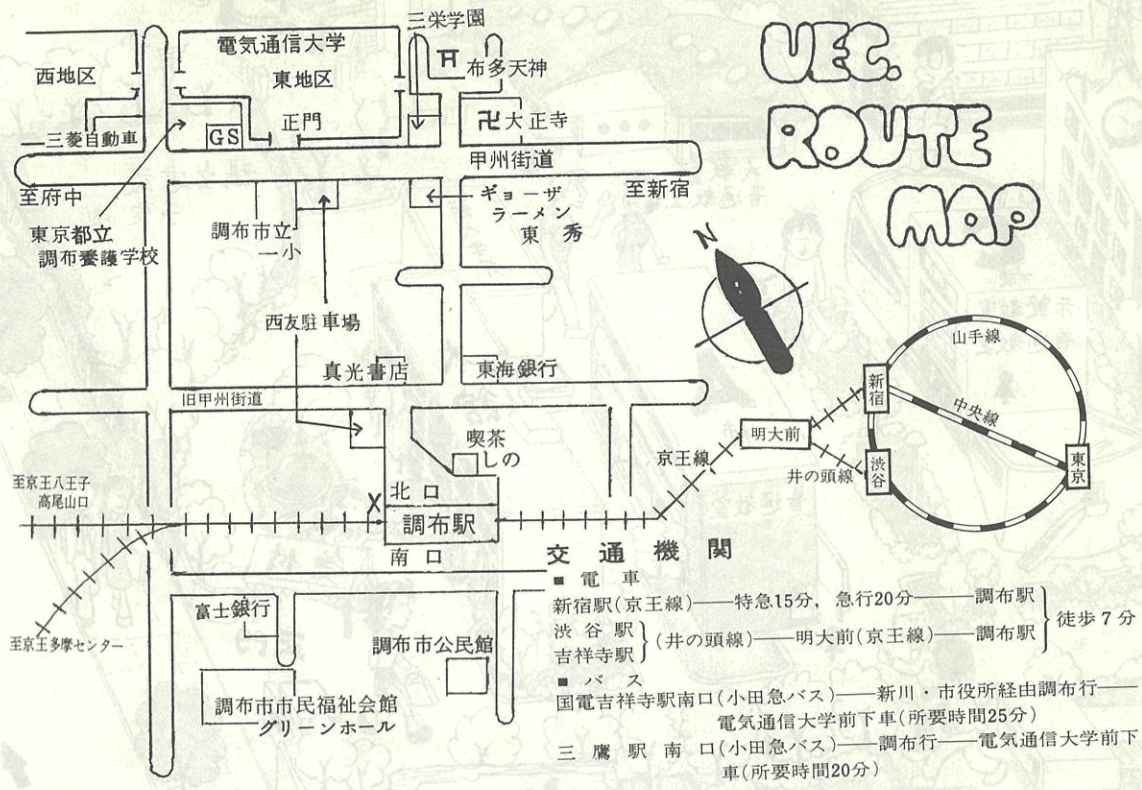 三栄学園
電気通信大学
西地区
東地区
布多天神
UEC.
ROUTE
MAP
三菱自動車
GS
正門
卍大正寺
甲州街道
至府中
至新宿
東京都立
調布養護学校
調布市立
一小
ギョーザ
ラーメン
東秀
N
西友駐車場
真光書店
東海銀行
旧甲州街道
喫茶
しの
山手線
新宿
中央線
明大前
渋谷
東京
京王線
井の頭線
至京王八王子
高尾山口
X
北口
調布駅
南口
至京王多摩センター
富士銀行
調布市公民館
調布市市民福祉会館
グリーンホール
交通機関
■ 電車
新宿駅(京王線)——特急15分，急行20分——調布駅
渋谷駅
吉祥寺駅
(井の頭線)——明大前(京王線)——調布駅
徒歩7分
■ バス
国電吉祥寺駅南口(小田急バス)——新川・市役所経由調布行——
電気通信大学前下車(所要時間25分)
三鷹駅南口(小田急バス)——調布行——電気通信大学前下
車(所要時間20分)